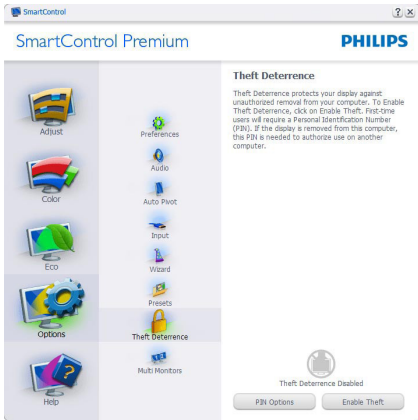 SmartControl
SmartControl Premium
PHILIPS
Adjust
Color
Eco
Options
Help
Preferences
Audio
Auto Pivot
Input
Wizard
Presets
Theft Deterrence
Multi Monitors
Theft Deterrence
Theft Deterrence protects your display against
unauthorized removal from your computer. To Enable
Theft Deterrence, click on Enable Theft. First-time
users will require a Personal Identification Number
(PIN). If the display is removed from this computer,
this PIN is needed to authorize use on another
computer.
Theft Deterrence Disabled
PIN Options
Enable Theft